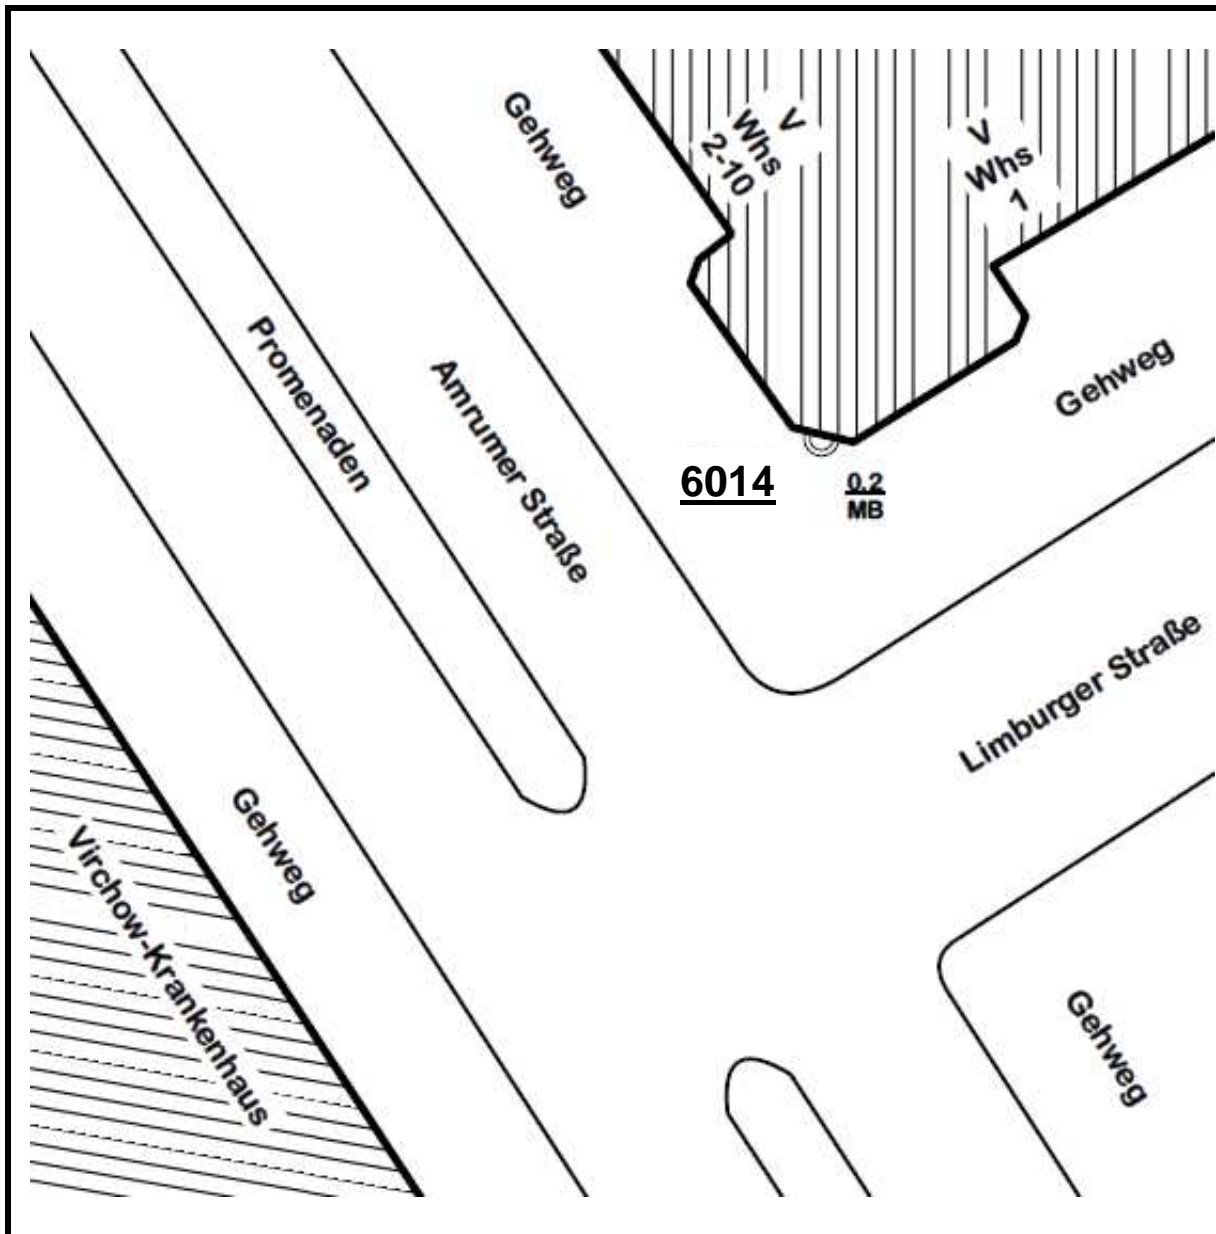 Gehweg
V
Whs
2-10
V
Whs
1
Promenaden
Amrumer Straße
Gehweg
6014
0.2
MB
Limburger Straße
Gehweg
Virchow-Krankenhaus
Gehweg